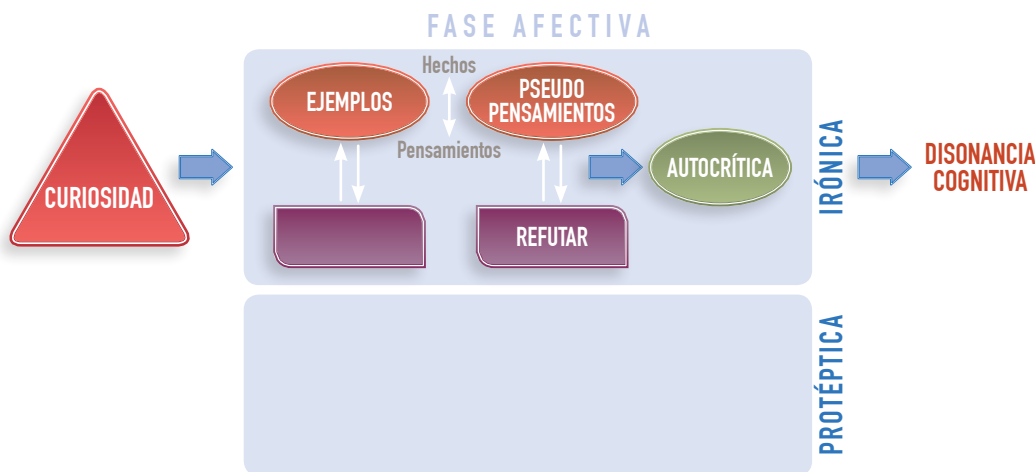 FASE AFECTIVA
Hechos
EJEMPLOS
PSEUDO
PENSAMIENTOS
Pensamientos
CURIOSIDAD
AUTOCRÍTICA
IRÓNICA
DISONANCIA
COGNITIVA
REFUTAR
PROTÉPTICA